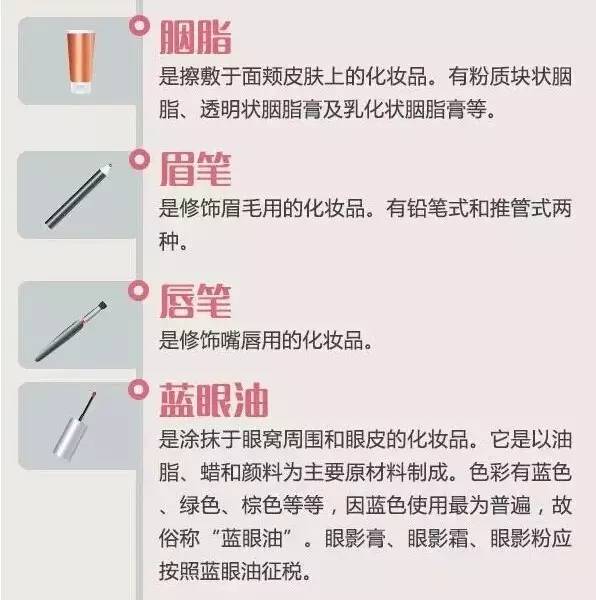 胭脂
是擦敷于面颊皮肤上的化妆品。有粉质块状胭
脂、透明状胭脂膏及乳化状胭脂膏等。
眉笔
是修饰眉毛用的化妆品。有铅笔式和推管式两
种。
唇笔
是修饰嘴唇用的化妆品。
蓝眼油
是涂抹于眼窝周围和眼皮的化妆品。它是以油
脂、蜡和颜料为主要原材料制成。色彩有蓝色
、绿色、棕色等等，因蓝色使用最为普遍，故
俗称“蓝眼油”。眼影膏、眼影霜、眼影粉应
按照蓝眼油征税。